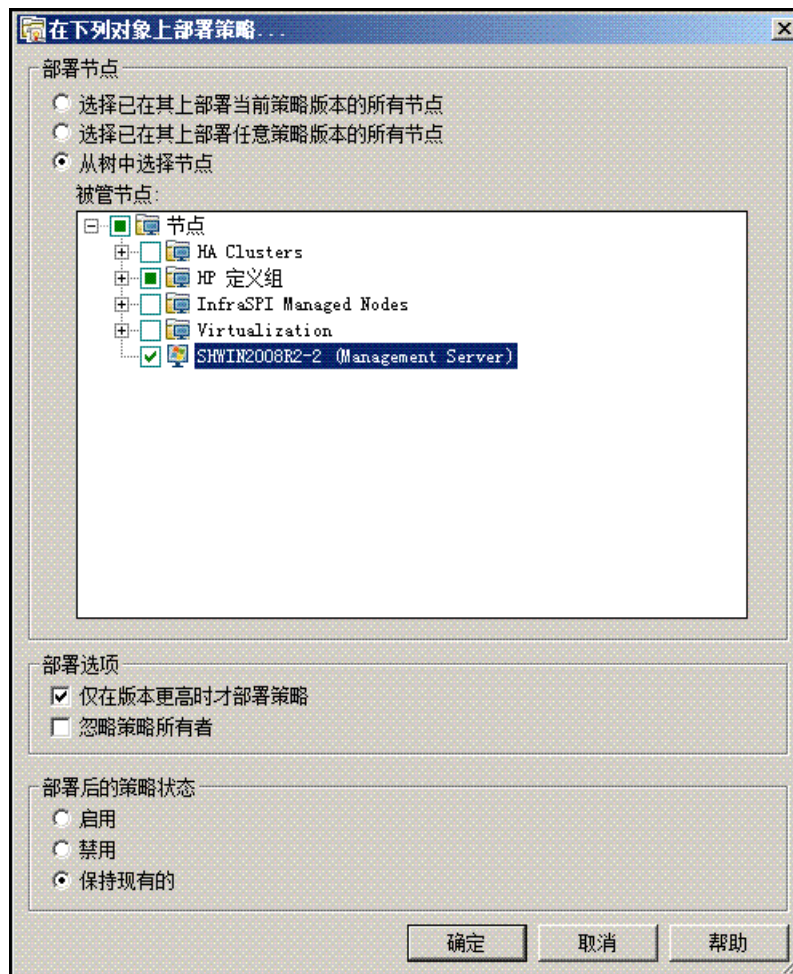 在下列对象上部署策略...
部署节点
选择已在其上部署当前策略版本的所有节点
选择已在其上部署任意策略版本的所有节点
从树中选择节点
被管节点:
节点
HA Clusters
HP 定义组
InfraSPI Managed Nodes
Virtualization
SHWIN2008R2-2 (Management Server)
部署选项
仅在版本更高时才部署策略
忽略策略所有者
部署后的策略状态
启用
禁用
保持现有的
确定 取消 帮助